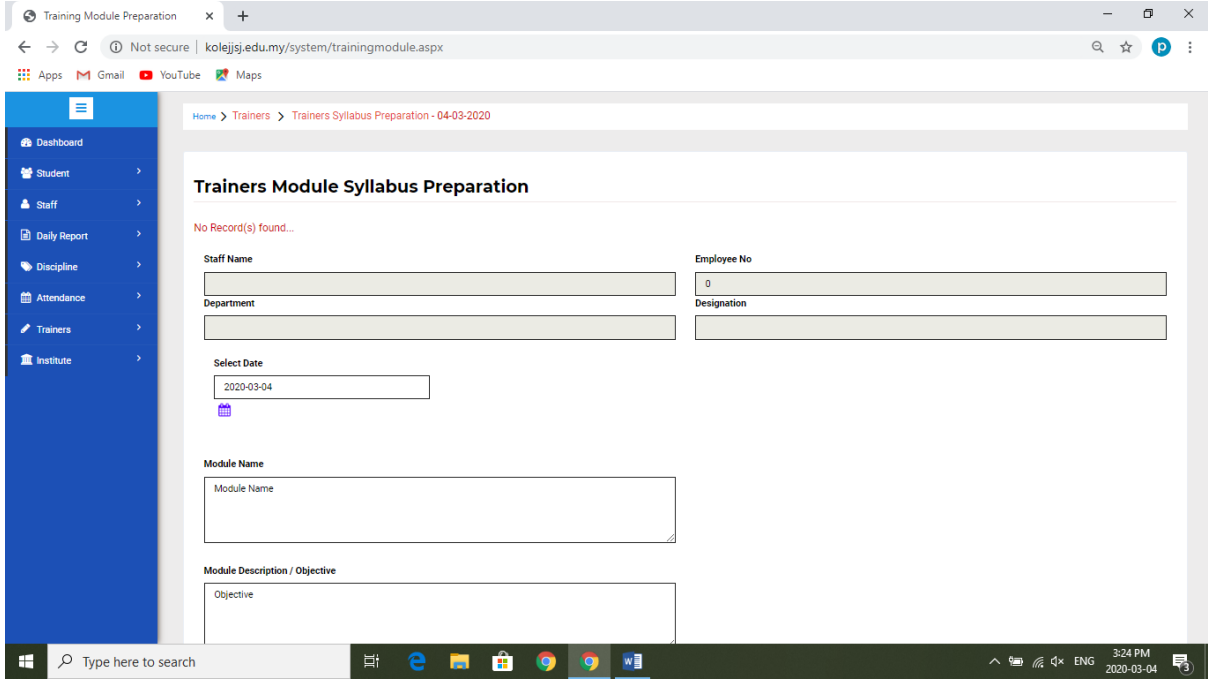 Training Module Preparation
Not secure | kolejjsj.edu.my/system/trainingmodule.aspx
p
Apps Gmail YouTube Maps
Home > Trainers > Trainers Syllabus Preparation - 04-03-2020
Dashboard
Student
Staff
Daily Report
Discipline
Attendance
Trainers
Institute
Trainers Module Syllabus Preparation
No Record(s) found...
Staff Name Employee No
0
Department Designation
Select Date
2020-03-04
Module Name
Module Name
Module Description / Objective
Objective
Type here to search
ENG
3:24 PM
2020-03-04
3